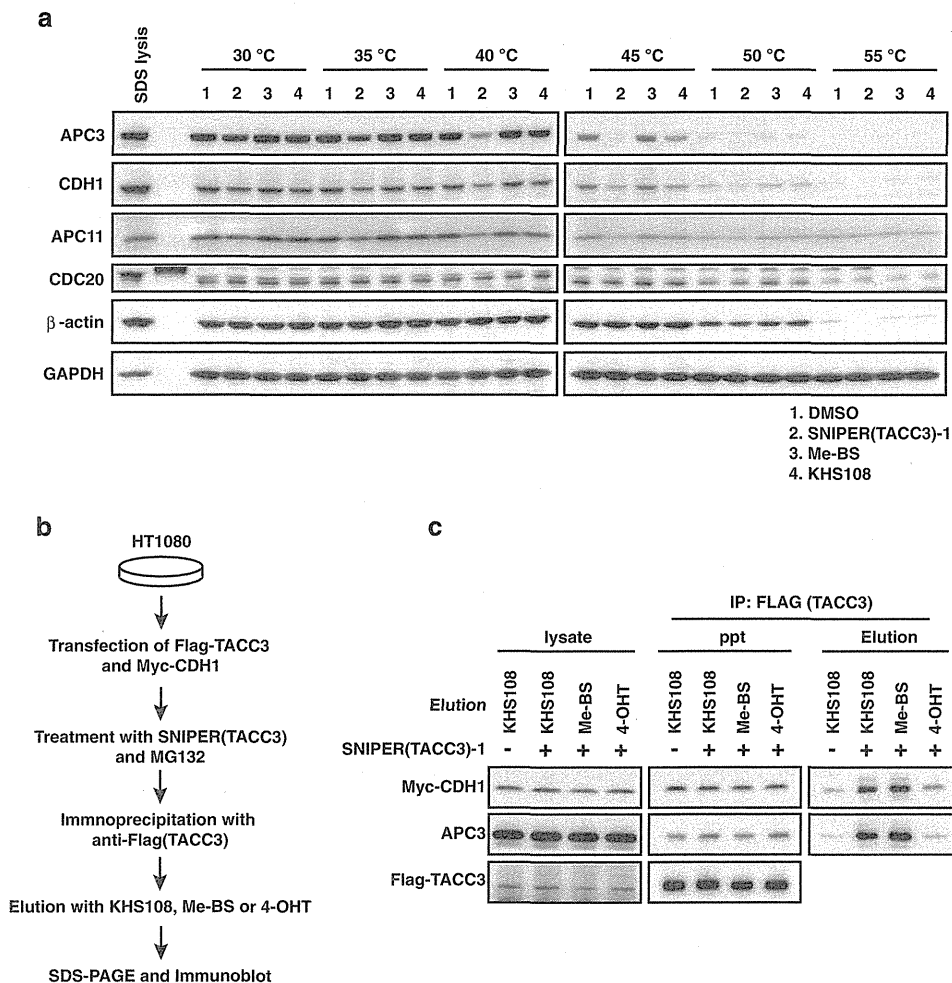 a
SDS lysis
30 °C 35 °C 40 °C 45 °C 50 °C 55 °C
1 2 3 4 1 2 3 4 1 2 3 4 1 2 3 4 1 2 3 4 1 2 3 4
APC3
CDH1
APC11
CDC20
β-actin
GAPDH
1. DMSO
2. SNIPER(TACC3)-1
3. Me-BS
4. KHS108
b
HT1080
Transfection of Flag-TACC3
and Myc-CDH1
Treatment with SNIPER(TACC3)
and MG132
Immnoprecipitation with
anti-Flag(TACC3)
Elution with KHS108, Me-BS or 4-OHT
SDS-PAGE and Immunoblot
c
IP: FLAG (TACC3)
lysate ppt Elution
Elution KHS108 KHS108 Me-BS 4-OHT KHS108 KHS108 Me-BS 4-OHT KHS108 KHS108 Me-BS 4-OHT
SNIPER(TACC3)-1 - + + + - + + + - + + +
Myc-CDH1
APC3
Flag-TACC3